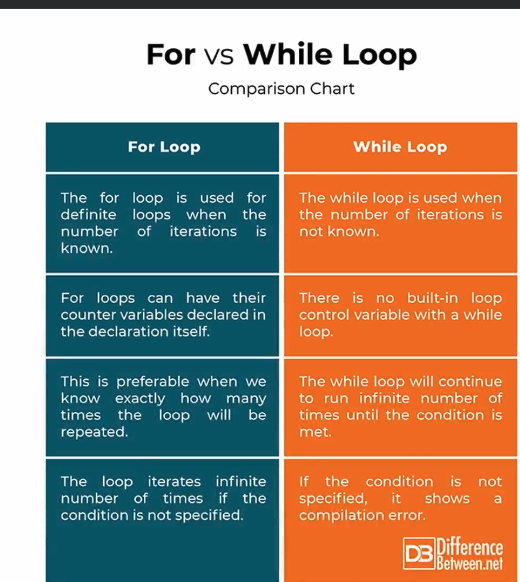 For vs While Loop
Comparison Chart
For Loop
While Loop
The for loop is used for
definite loops when the
number of iterations is
known.
The while loop is used when
the number of iterations is
not known.
For loops can have their
counter variables declared in
the declaration itself.
There is no built-in loop
control variable with a while
loop.
This is preferable when we
know exactly how many
times the loop will be
repeated.
The while loop will continue
to run infinite number of
times until the condition is
met.
The loop iterates infinite
number of times if the
condition is not specified.
If the condition is not
specified, it shows a
compilation error.
DB Difference
Between.net